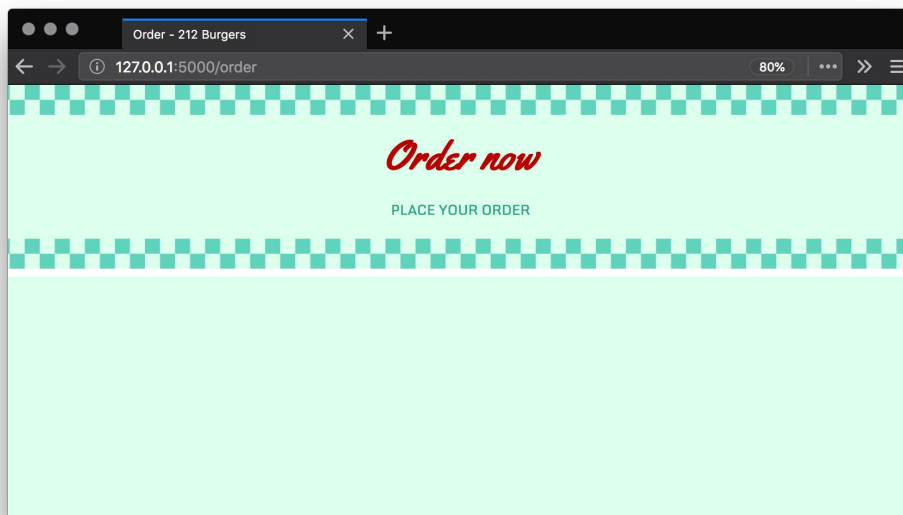 Order - 212 Burgers
127.0.0.1:5000/order
80%
Order now
PLACE YOUR ORDER